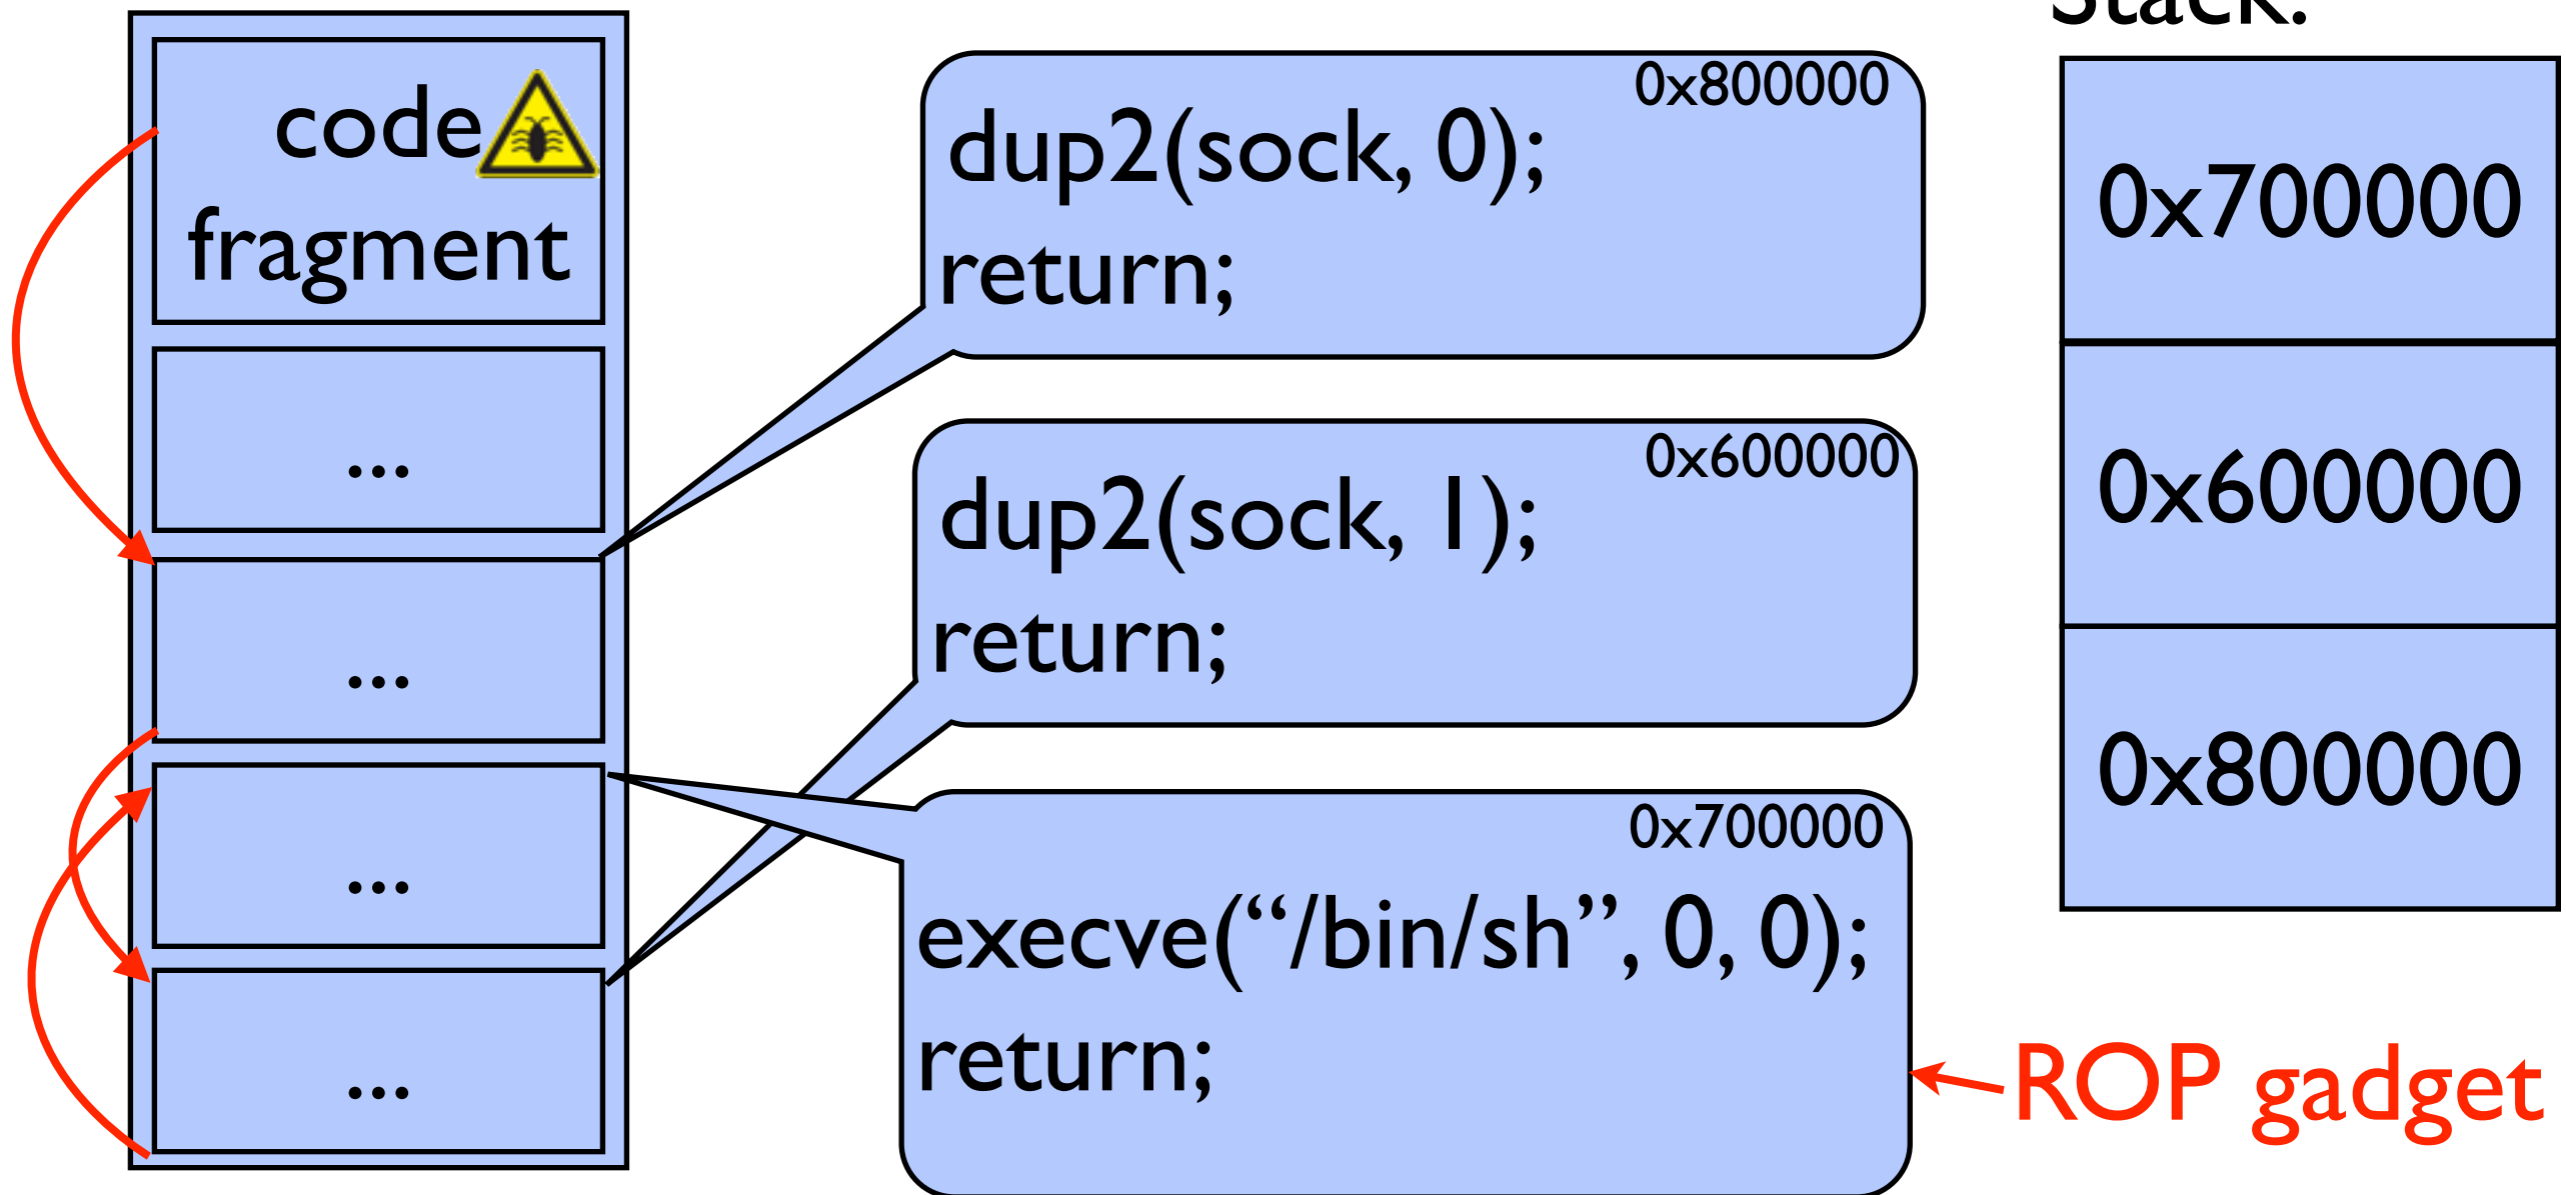 code
fragment
...
...
...
...
0x800000
dup2(sock, 0);
return;
0x600000
dup2(sock, 1);
return;
0x700000
execve(“/bin/sh”, 0, 0);
return;
Stack:
0x700000
0x600000
0x800000
ROP gadget